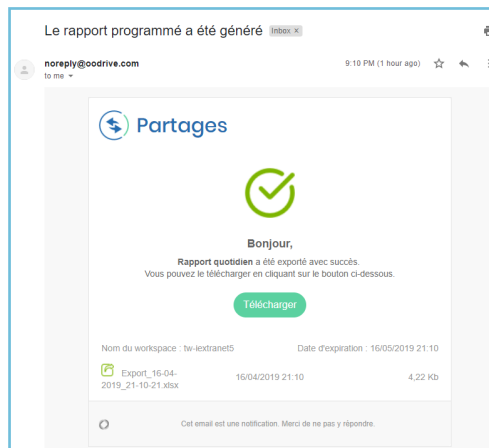 Le rapport programmé a été généré Inbox x
noreply@oodrive.com 9:10 PM (1 hour ago)
to me
Partages
Bonjour,
Rapport quotidien a été exporté avec succès.
Vous pouvez le télécharger en cliquant sur le bouton ci-dessous.
Télécharger
Nom du workspace : tw-iextranet5 Date d'expiration : 16/05/2019 21:10
Export_16-04-
2019_21-10-21.xlsx 16/04/2019 21:10 4,22 Kb
Cet email est une notification. Merci de ne pas y répondre.